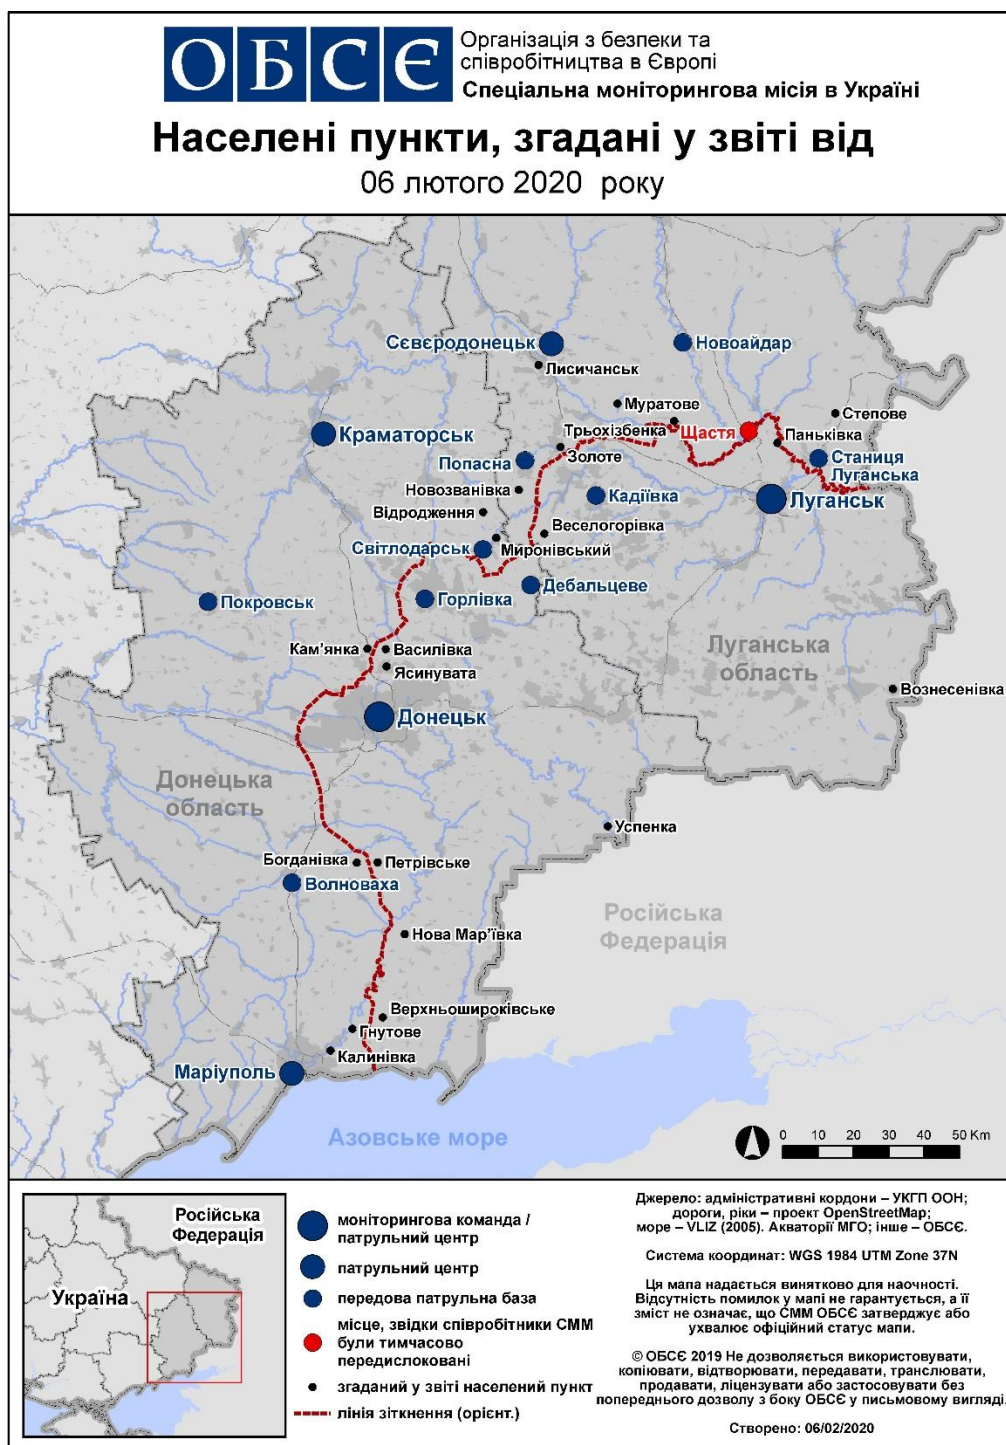 ОБСЄ
Організація з безпеки та
співробітництва в Європі
Спеціальна моніторингова місія в Україні
Населені пункти, згадані у звіті від
06 лютого 2020 року
Сєвєродонецьк
Новоайдар
Лисичанськ
Муратове
Степове
Трьохізбенка
Щастя
Паньківка
Краматорськ
Золоте
Станиця
Луганська
Попасна
Новозванівка
Кадіївка
Луганськ
Відродження
Веселогорівка
Світлодарськ
Миронівський
Дебальцеве
Покровськ
Горлівка
Кам’янка
Василівка
Ясинувата
Луганська
область
Вознесенівка
Донецьк
Донецька
область
Успенка
Богданівка
Петрівське
Волноваха
Російська
Федерація
Нова Мар’ївка
Верхньошироківське
Гнутове
Калинівка
Маріуполь
Азовське море
0 10 20 30 40 50 Km
Російська
Федерація
Україна
моніторингова команда /
патрульний центр
патрульний центр
передова патрульна база
місце, звідки співробітники СММ
були тимчасово
передислоковані
згаданий у звіті населений пункт
лінія зіткнення (орієнт.)
Джерело: адміністративні кордони – УКГП ООН;
дороги, ріки – проект OpenStreetMap;
море – VLIZ (2005). Акваторії МГО; інше – ОБСЄ.
Система координат: WGS 1984 UTM Zone 37N
Ця мапа надається винятково для наочності.
Відсутність помилок у мапі не гарантується, а її
зміст не означає, що СММ ОБСЄ затверджує або
ухвалює офіційний статус мапи.
© ОБСЄ 2019 Не дозволяється використовувати,
копіювати, відтворювати, передавати, транслювати,
продавати, ліцензувати або застосовувати без
попереднього дозволу з боку ОБСЄ у письмовому вигляді.
Створено: 06/02/2020